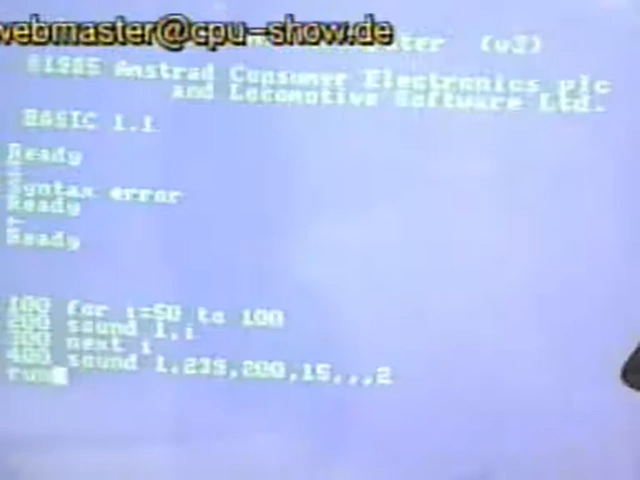 webmaster@cpu-show.de
(v3)
©1985 Amstrad Consumer Electronics plc
and Locomotive Software Ltd.
BASIC 1.1
Ready
Syntax error
Ready
Ready
100 for i=50 to 100
200 sound 1,i
300 next i
400 sound 1,239,200,15,,,2
run